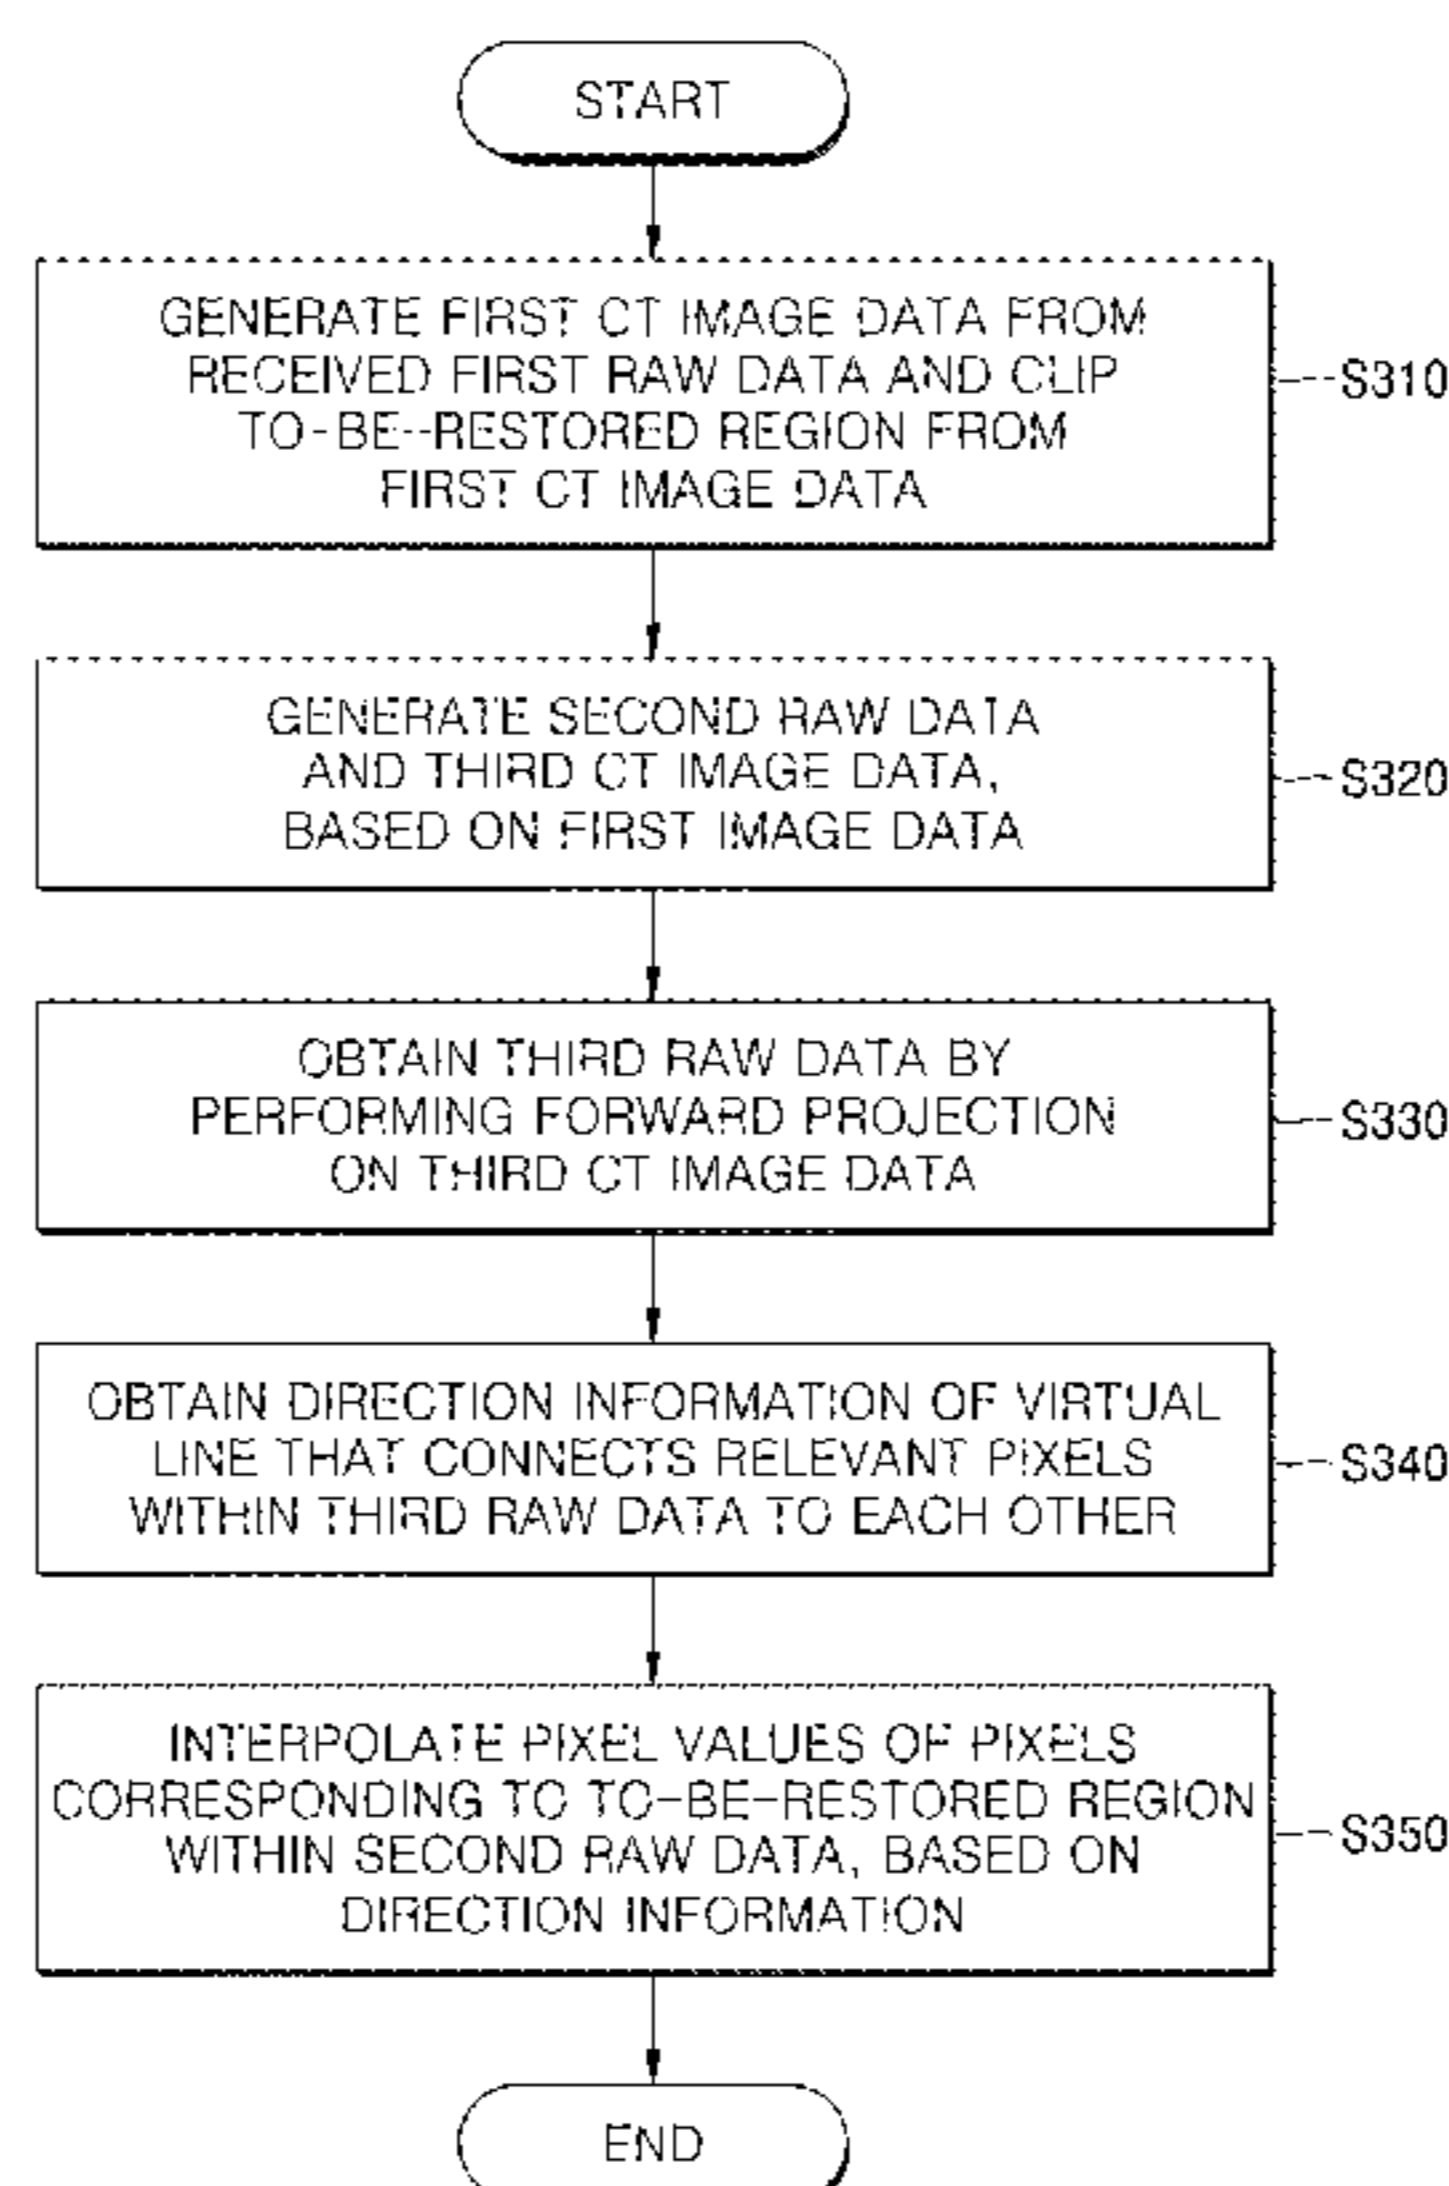 START
GENERATE FIRST CT IMAGE DATA FROM
RECEIVED FIRST RAW DATA AND CLIP
TO-BE-RESTORED REGION FROM
FIRST CT IMAGE DATA
S310
GENERATE SECOND RAW DATA
AND THIRD CT IMAGE DATA,
BASED ON FIRST IMAGE DATA
S320
OBTAIN THIRD RAW DATA BY
PERFORMING FORWARD PROJECTION
ON THIRD CT IMAGE DATA
S330
OBTAIN DIRECTION INFORMATION OF VIRTUAL
LINE THAT CONNECTS RELEVANT PIXELS
WITHIN THIRD RAW DATA TO EACH OTHER
S340
INTERPOLATE PIXEL VALUES OF PIXELS
CORRESPONDING TO TO-BE-RESTORED REGION
WITHIN SECOND RAW DATA, BASED ON
DIRECTION INFORMATION
S350
END